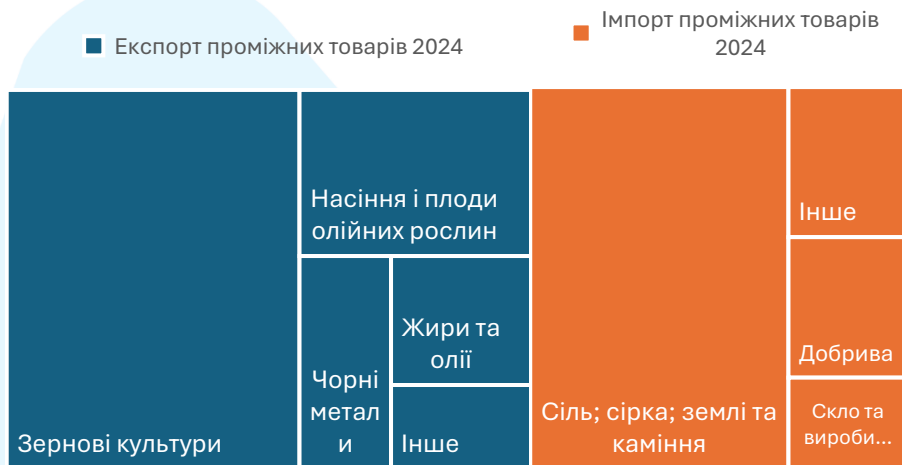 Експорт проміжних товарів 2024
Імпорт проміжних товарів
2024
Зернові культури
Насіння і плоди
олійних рослин
Чорні
метал
и
Жири та
олії
Інше
Сіль; сірка; землі та
каміння
Інше
Добрива
Скло та
вироби...